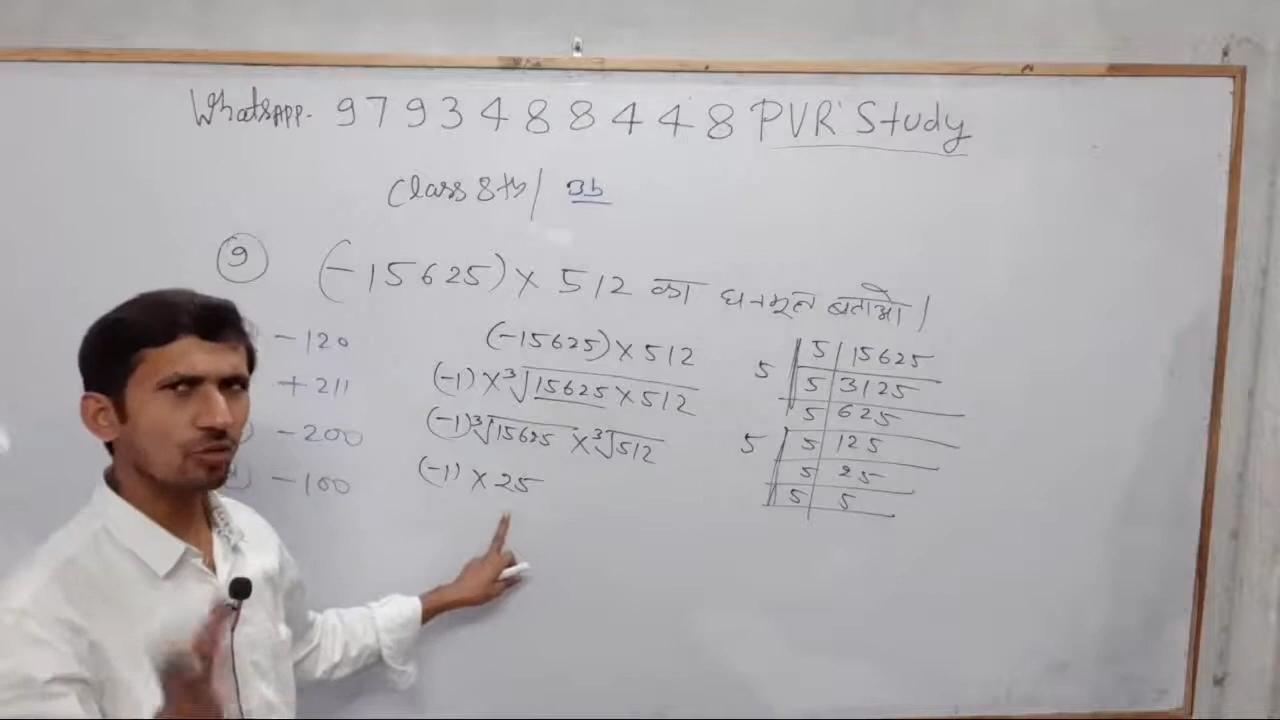 WhatsApp. 9793488448 PVR Study
Class 8th/ 3b
9 (-15625) × 512 का घनमूल बताओ।
-120
+211
-200
-100
(-15625) × 512
(-1) × ³√15625 × 512
(-1) ³√15625 × ³√512
(-1) × 25
5 5 15625
5 3125
5 625
5 5 125
5 25
5 5